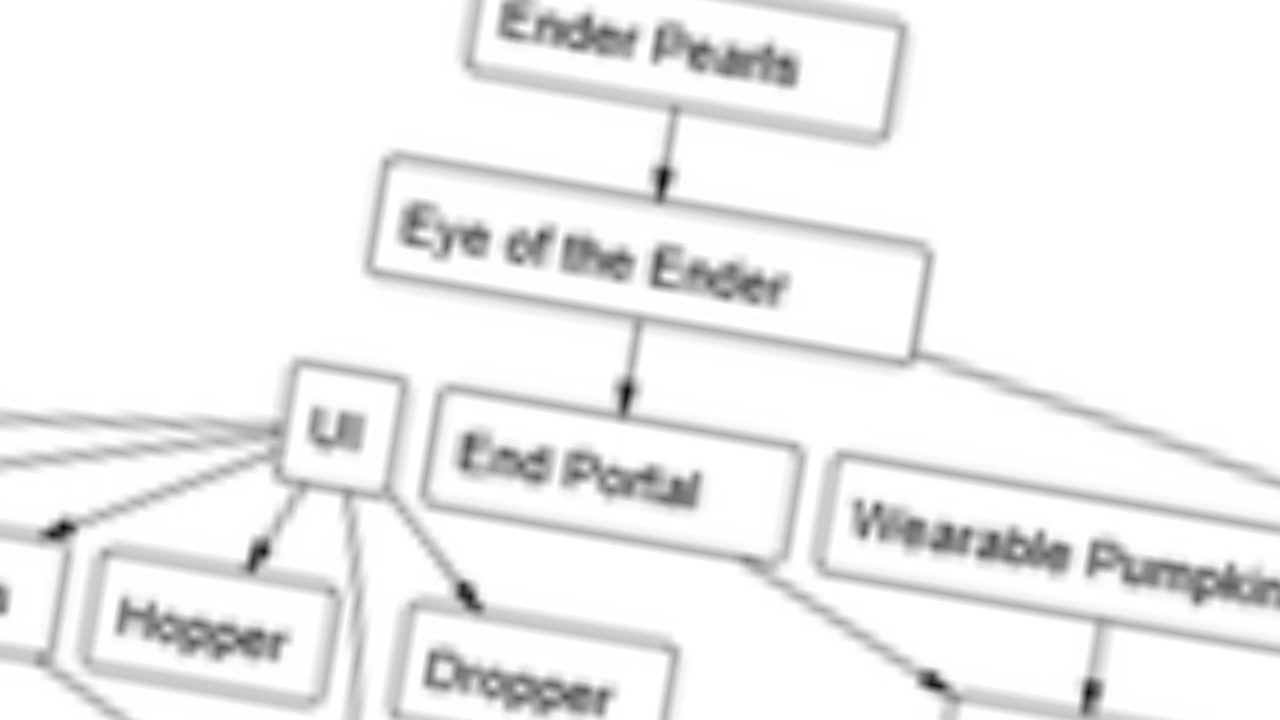 Ender Pearls
Eye of the Ender
UI
End Portal
Wearable Pumpkin
Hopper
Dropper